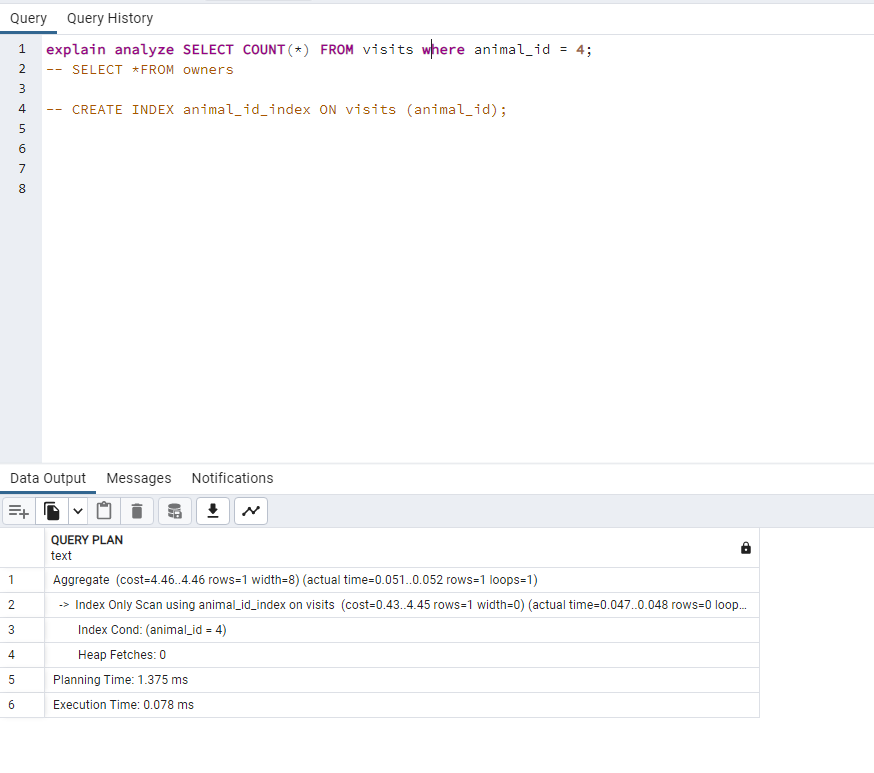 Query Query History
1 explain analyze SELECT COUNT(*) FROM visits where animal_id = 4;
2 -- SELECT *FROM owners
3
4 -- CREATE INDEX animal_id_index ON visits (animal_id);
5
6
7
8
Data Output Messages Notifications
QUERY PLAN
text
1 Aggregate (cost=4.46..4.46 rows=1 width=8) (actual time=0.051..0.052 rows=1 loops=1)
2 -> Index Only Scan using animal_id_index on visits (cost=0.43..4.45 rows=1 width=0) (actual time=0.047..0.048 rows=0 loop...
3 Index Cond: (animal_id = 4)
4 Heap Fetches: 0
5 Planning Time: 1.375 ms
6 Execution Time: 0.078 ms